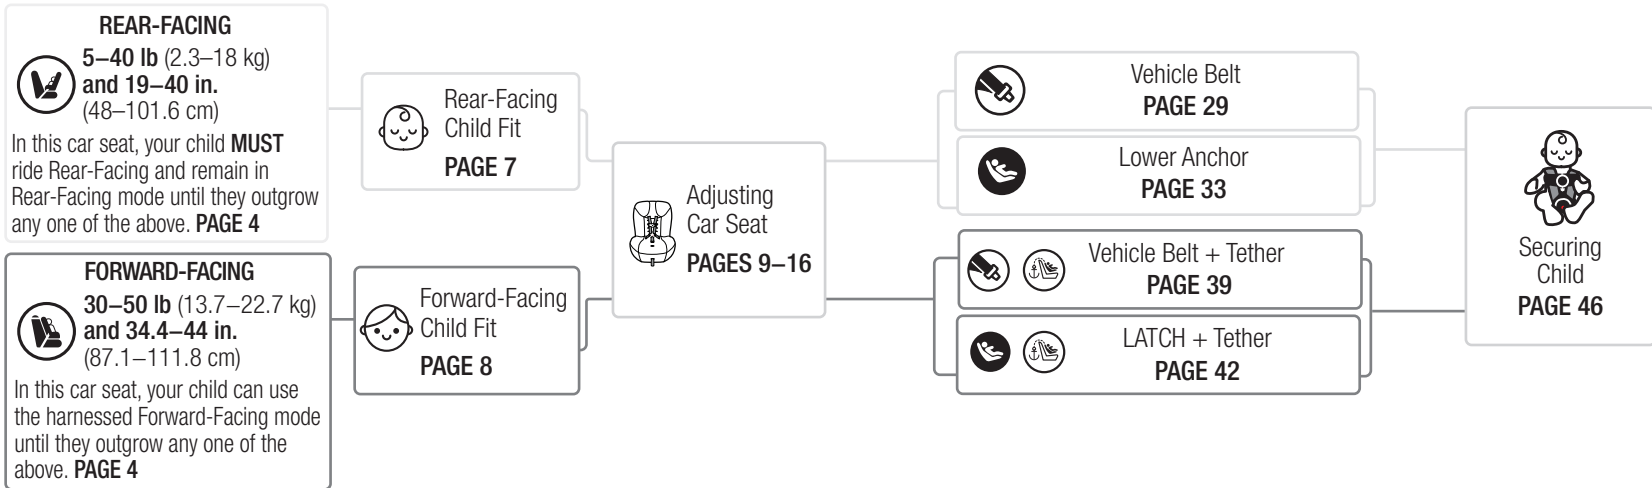 REAR-FACING
5–40 lb (2.3–18 kg)
and 19–40 in.
(48–101.6 cm)
In this car seat, your child MUST
ride Rear-Facing and remain in
Rear-Facing mode until they outgrow
any one of the above. PAGE 4
FORWARD-FACING
30–50 lb (13.7–22.7 kg)
and 34.4–44 in.
(87.1–111.8 cm)
In this car seat, your child can use
the harnessed Forward-Facing mode
until they outgrow any one of the
above. PAGE 4
Rear-Facing
Child Fit
PAGE 7
Forward-Facing
Child Fit
PAGE 8
Adjusting
Car Seat
PAGES 9–16
Vehicle Belt
PAGE 29
Lower Anchor
PAGE 33
Vehicle Belt + Tether
PAGE 39
LATCH + Tether
PAGE 42
Securing
Child
PAGE 46